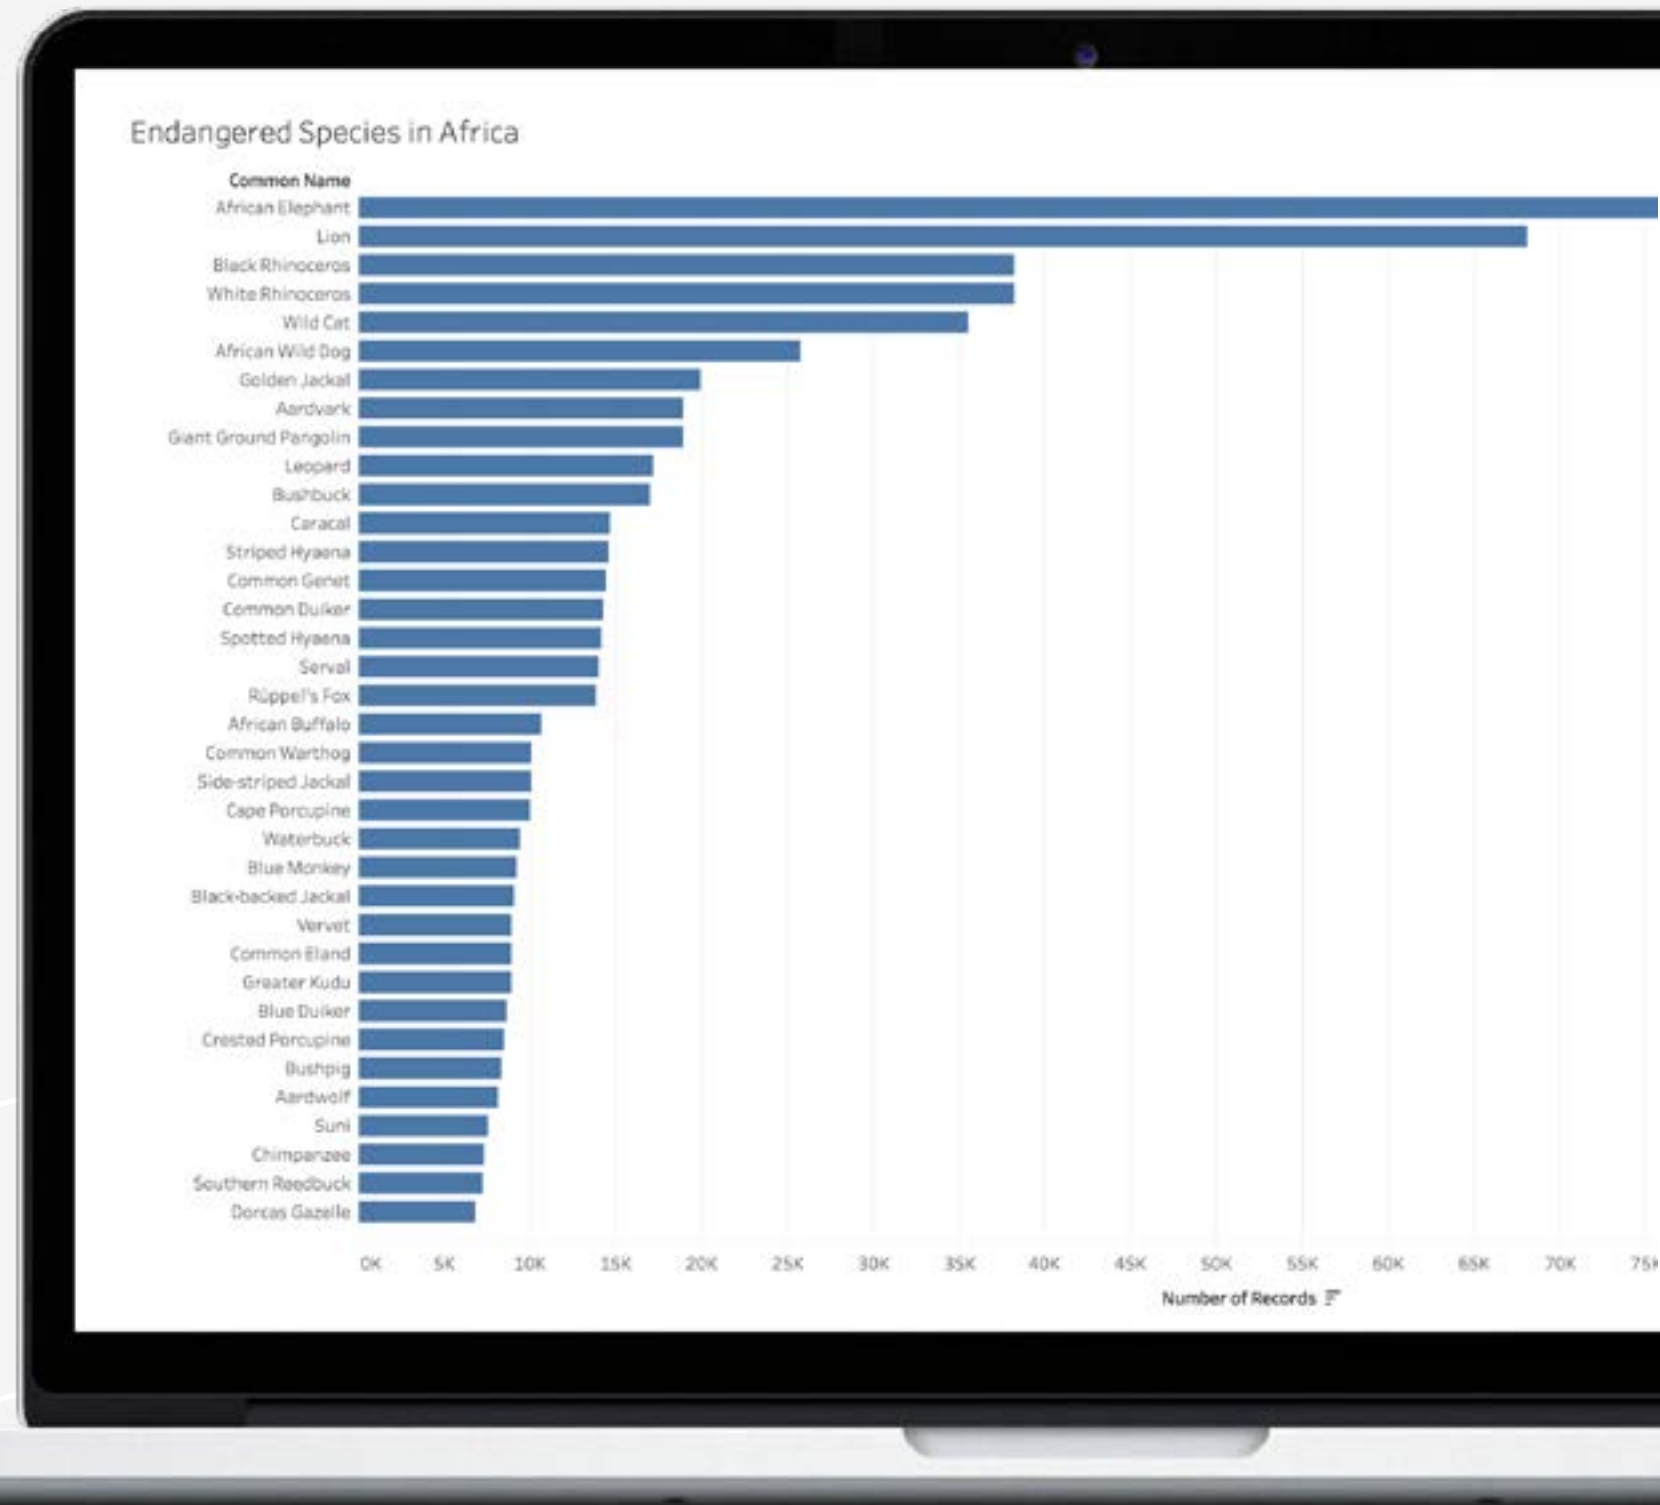 Endangered Species in Africa
Common Name
African Elephant
Lion
Black Rhinoceros
White Rhinoceros
Wild Cat
African Wild Dog
Golden Jackal
Aardvark
Giant Ground Pangolin
Leopard
Bushbuck
Caracal
Striped Hyaena
Common Genet
Common Duiker
Spotted Hyaena
Serval
Rüppel's Fox
African Buffalo
Common Warthog
Side-striped Jackal
Cape Porcupine
Waterbuck
Blue Monkey
Black-backed Jackal
Vervet
Common Eland
Greater Kudu
Blue Duiker
Crested Porcupine
Bushpig
Aardwolf
Suni
Chimpanzee
Southern Reedbuck
Dorcas Gazelle
0K 5K 10K 15K 20K 25K 30K 35K 40K 45K 50K 55K 60K 65K 70K 75K
Number of Records